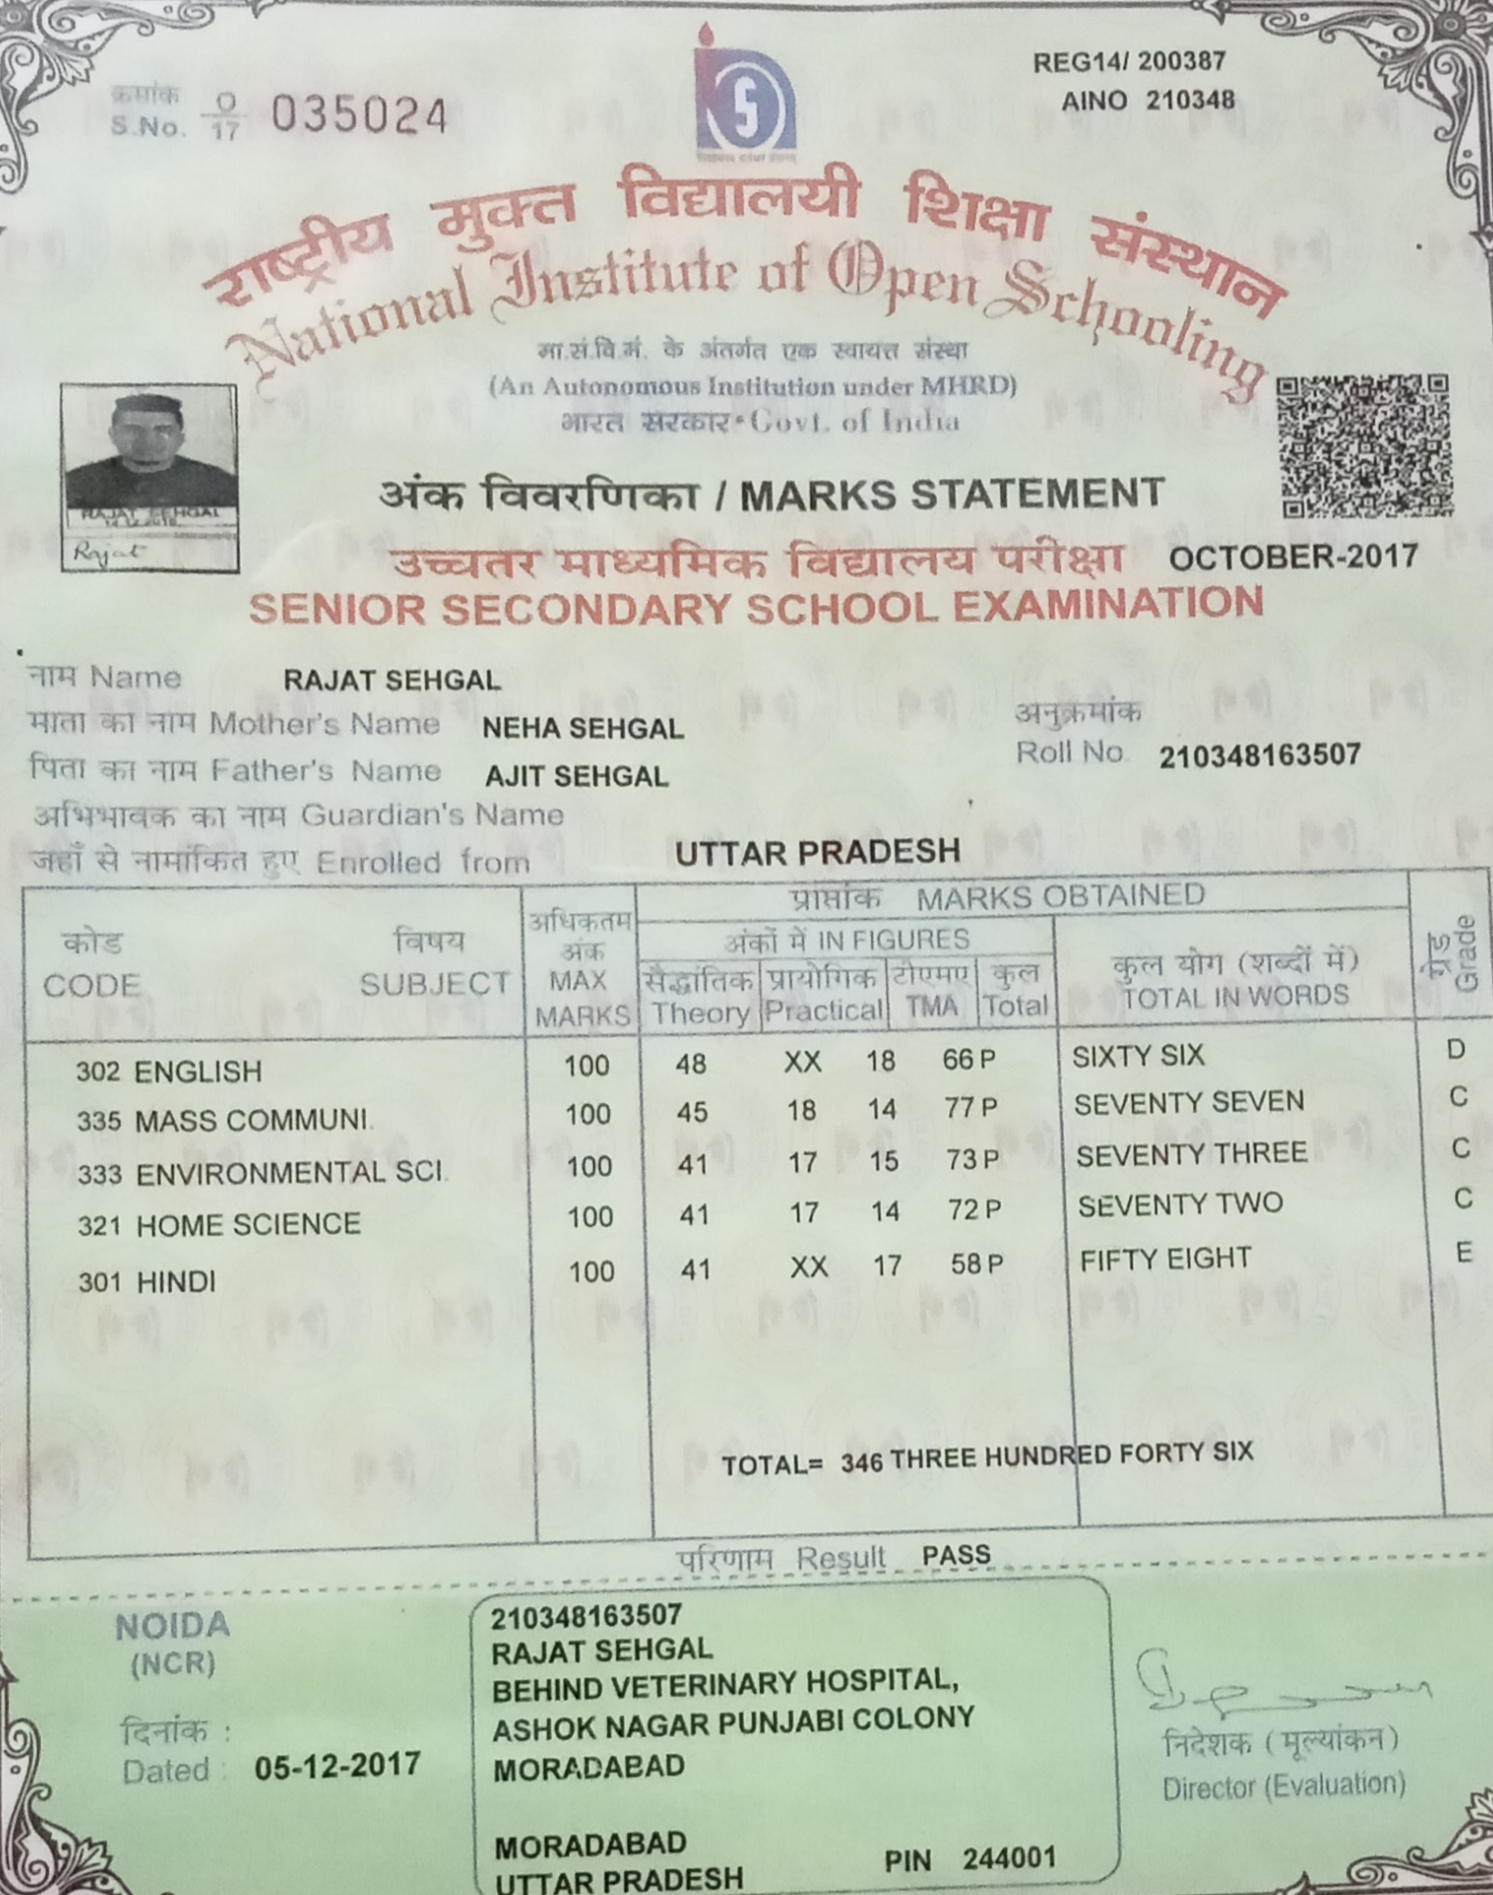 REG14/ 200387
क्रमांक
S.No. O/17 035024
AINO 210348
राष्ट्रीय मुक्त विद्यालयी शिक्षा संस्थान
National Institute of Open Schooling
मा.सं.वि.मं. के अंतर्गत एक स्वायत्त संस्था
(An Autonomous Institution under MHRD)
भारत सरकार • Govt. of India
RAJAT SEHGAL
Rajat
अंक विवरणिका / MARKS STATEMENT
उच्चतर माध्यमिक विद्यालय परीक्षा OCTOBER-2017
SENIOR SECONDARY SCHOOL EXAMINATION
नाम Name RAJAT SEHGAL
माता का नाम Mother's Name NEHA SEHGAL
अनुक्रमांक
Roll No. 210348163507
पिता का नाम Father's Name AJIT SEHGAL
अभिभावक का नाम Guardian's Name
जहाँ से नामांकित हुए Enrolled from UTTAR PRADESH
कोड
CODE
विषय
SUBJECT
अधिकतम
अंक
MAX
MARKS
प्राप्तांक MARKS OBTAINED
अंकों में IN FIGURES
सैद्धांतिक प्रायोगिक टीएमए कुल
Theory Practical TMA Total
कुल योग (शब्दों में)
TOTAL IN WORDS
ग्रेड
Grade
302 ENGLISH 100 48 XX 18 66 P SIXTY SIX D
335 MASS COMMUNI. 100 45 18 14 77 P SEVENTY SEVEN C
333 ENVIRONMENTAL SCI. 100 41 17 15 73 P SEVENTY THREE C
321 HOME SCIENCE 100 41 17 14 72 P SEVENTY TWO C
301 HINDI 100 41 XX 17 58 P FIFTY EIGHT E
TOTAL= 346 THREE HUNDRED FORTY SIX
परिणाम Result PASS
NOIDA
(NCR)
दिनांक :
Dated : 05-12-2017
210348163507
RAJAT SEHGAL
BEHIND VETERINARY HOSPITAL,
ASHOK NAGAR PUNJABI COLONY
MORADABAD
MORADABAD
UTTAR PRADESH PIN 244001
निदेशक (मूल्यांकन)
Director (Evaluation)